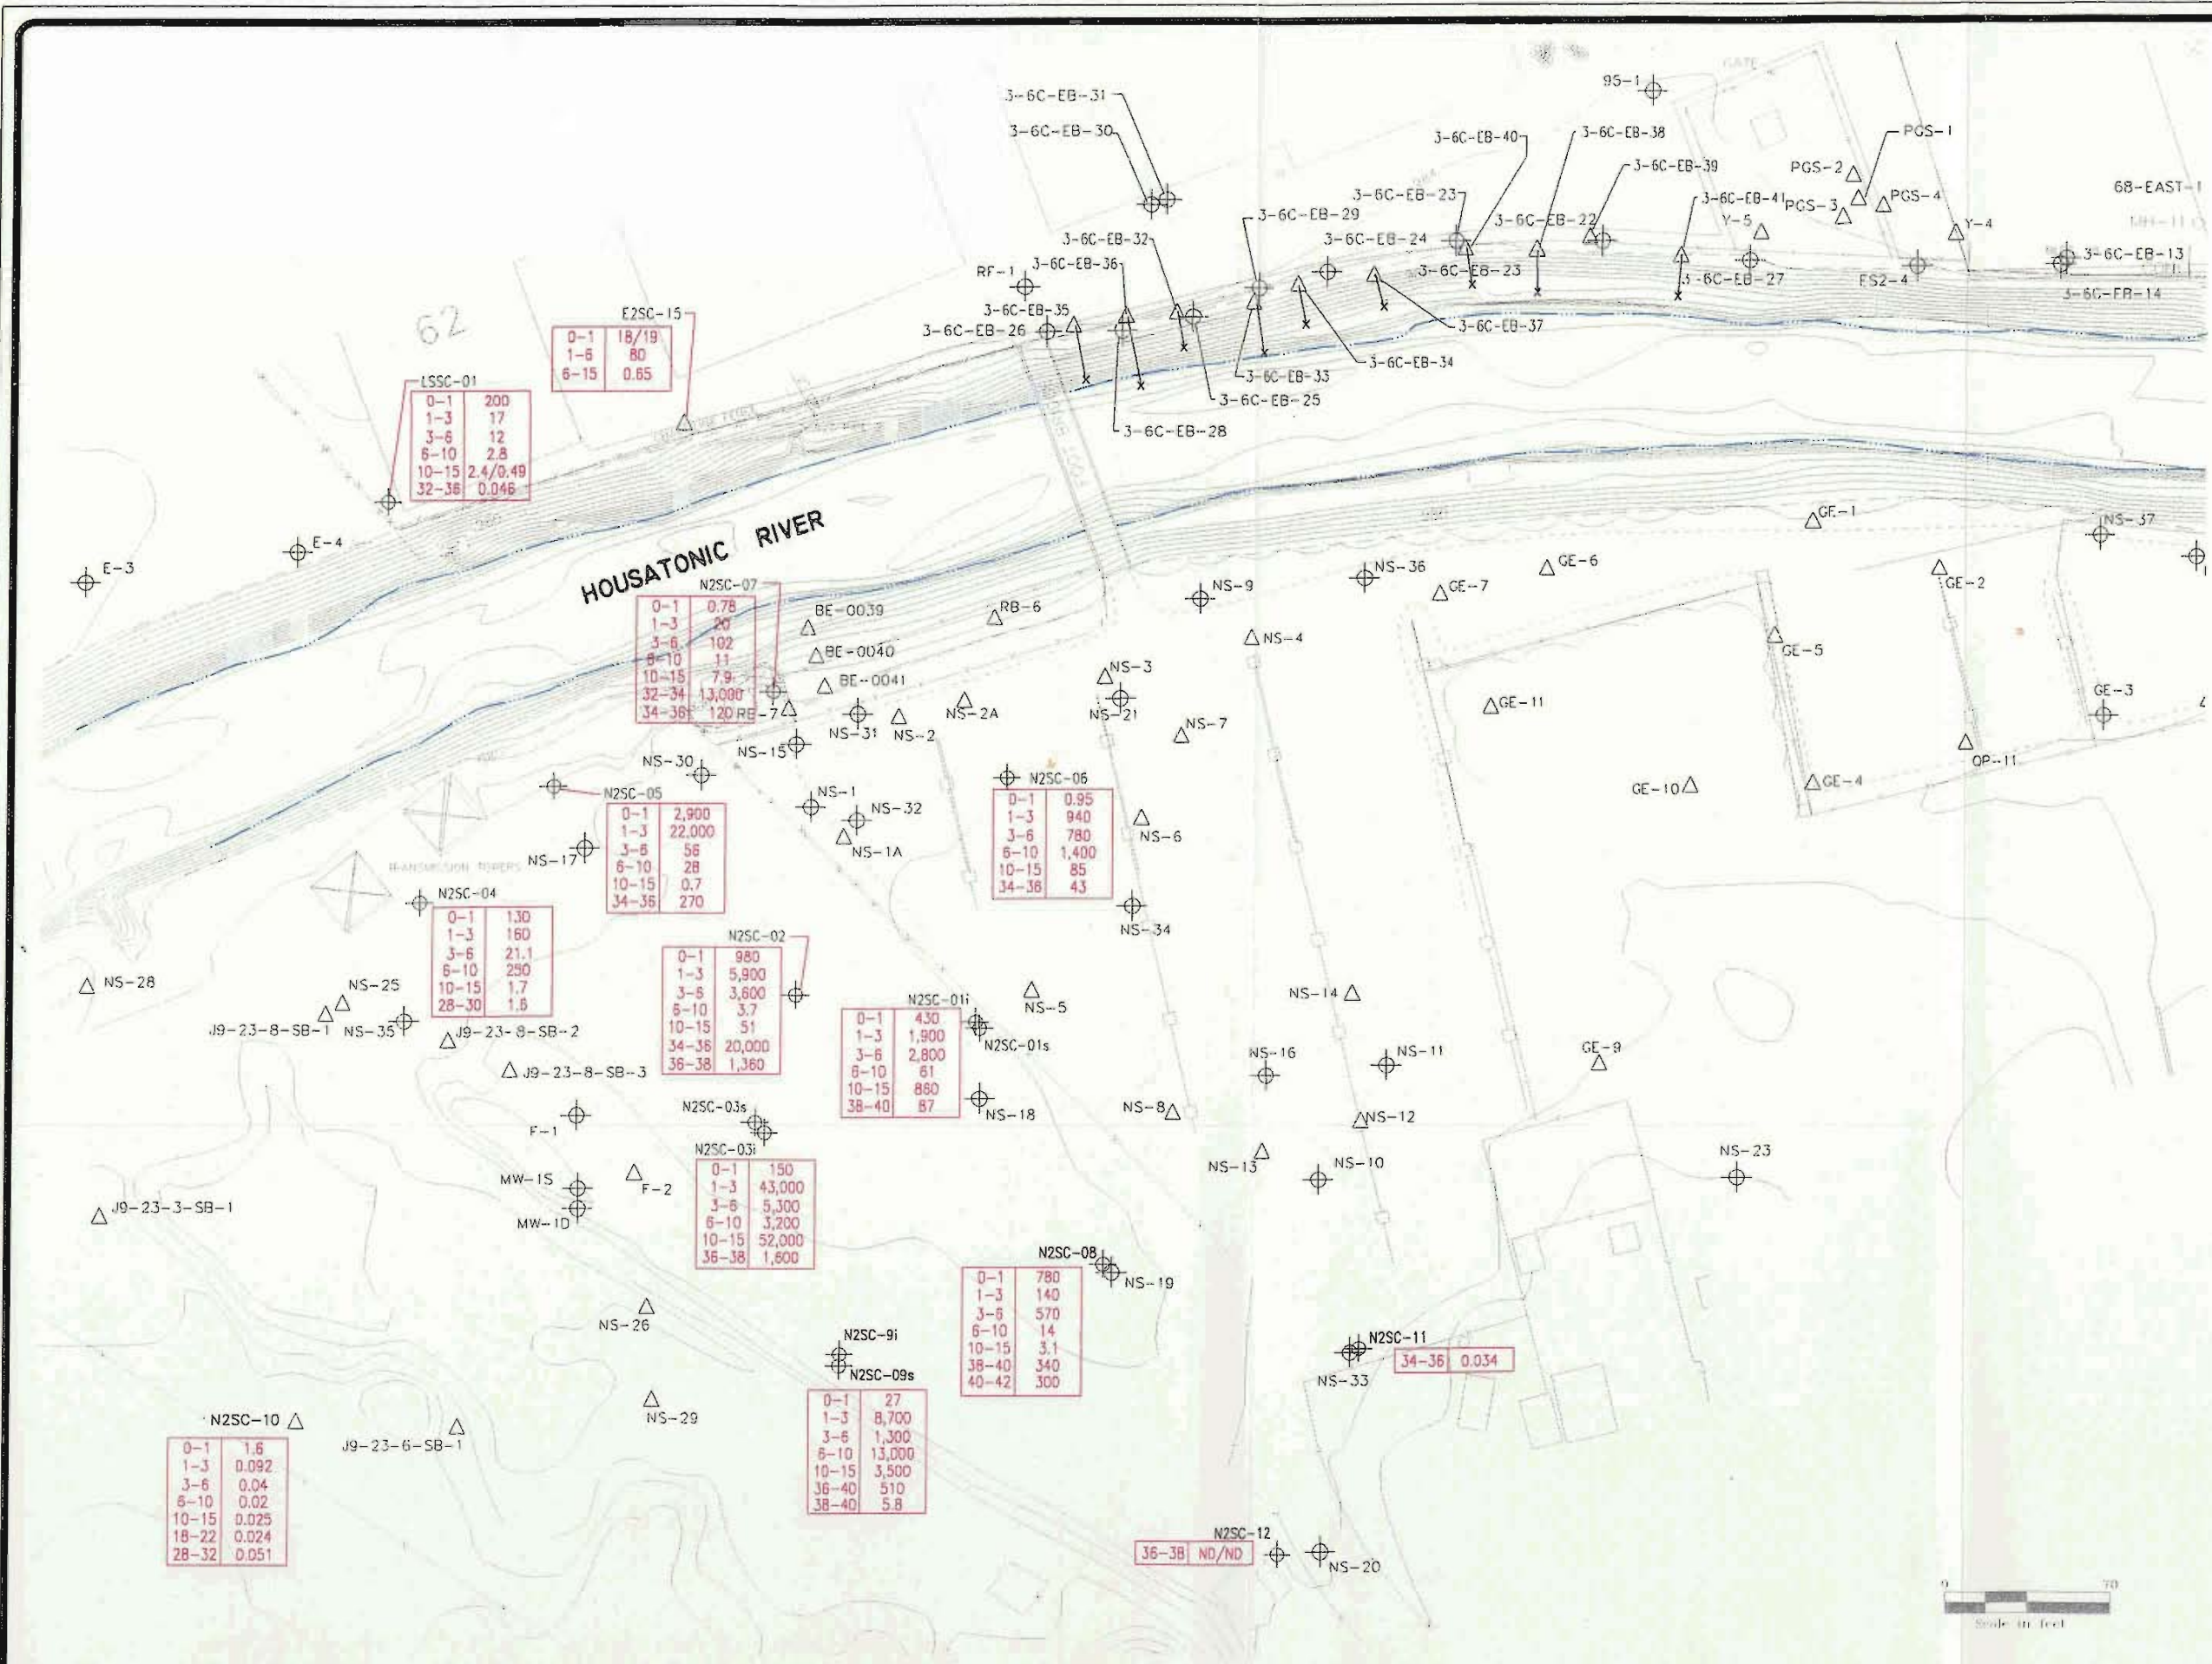 95-1
GATE
3-6C-EB-31
3-6C-EB-30
3-6C-EB-40
3-6C-EB-38
PGS-1
3-6C-EB-39
PGS-2
3-6C-EB-23
3-6C-EB-41
PGS-3
PGS-4
68-EAST-1
3-6C-EB-29
3-6C-EB-22
Y-5
Y-4
3-6C-EB-32
3-6C-EB-24
3-6C-EB-13
RF-1
3-6C-EB-36
3-6C-EB-23
3-6C-EB-27
ES2-4
3-6C-EB-14
3-6C-EB-35
3-6C-EB-26
3-6C-EB-37
3-6C-EB-34
3-6C-EB-33
3-6C-EB-25
3-6C-EB-28
62
E2SC-15
0-1 18/19
1-6 80
6-15 0.65
LSSC-01
0-1 200
1-3 17
3-6 12
6-10 2.8
10-15 2.4/0.49
32-36 0.046
E-4
E-3
HOUSATONIC RIVER
GE-1
NS-37
GE-6
NS-36
GE-7
GE-2
NS-9
N2SC-07
0-1 0.78
1-3 20
3-6 102
6-10 11
10-15 7.9
32-34 13,000
34-36 120
BE-0039
RB-6
BE-0040
NS-4
GE-5
BE-0041
NS-3
GE-3
RB-7
NS-2A
NS-21
GE-11
NS-31
NS-2
NS-7
NS-15
OP-11
NS-30
N2SC-06
0-1 0.95
1-3 940
3-6 780
6-10 1,400
10-15 85
34-36 43
GE-10
GE-4
N2SC-05
0-1 2,900
1-3 22,000
3-6 56
6-10 28
10-15 0.7
34-36 270
NS-1
NS-32
NS-1A
NS-6
NS-17
TRANSMISSION TOWERS
N2SC-04
0-1 130
1-3 160
3-6 21.1
6-10 250
10-15 1.7
28-30 1.6
NS-34
N2SC-02
0-1 980
1-3 5,900
3-6 3,600
6-10 3.7
10-15 51
34-36 20,000
36-38 1,360
NS-28
NS-25
J9-23-8-SB-1
NS-35
J9-23-8-SB-2
J9-23-8-SB-3
N2SC-01i
0-1 430
1-3 1,900
3-6 2,800
6-10 61
10-15 860
38-40 87
N2SC-01s
NS-5
NS-14
NS-16
NS-11
GE-9
NS-18
NS-8
NS-12
F-1
N2SC-03s
N2SC-03i
0-1 150
1-3 43,000
3-6 5,300
6-10 3,200
10-15 52,000
36-38 1,600
NS-13
NS-10
NS-23
MW-1S
F-2
MW-1D
J9-23-3-SB-1
N2SC-08
0-1 780
1-3 140
3-6 570
6-10 14
10-15 3.1
38-40 340
40-42 300
NS-19
NS-26
N2SC-9i
N2SC-09s
0-1 27
1-3 8,700
3-6 1,300
6-10 13,000
10-15 3,500
36-40 510
38-40 5.8
N2SC-11
34-36 0.034
NS-33
NS-29
N2SC-10
0-1 1.6
1-3 0.092
3-6 0.04
6-10 0.02
10-15 0.025
18-22 0.024
28-32 0.051
J9-23-6-SB-1
N2SC-12
36-38 ND/ND
NS-20
0 70
Scale in feet